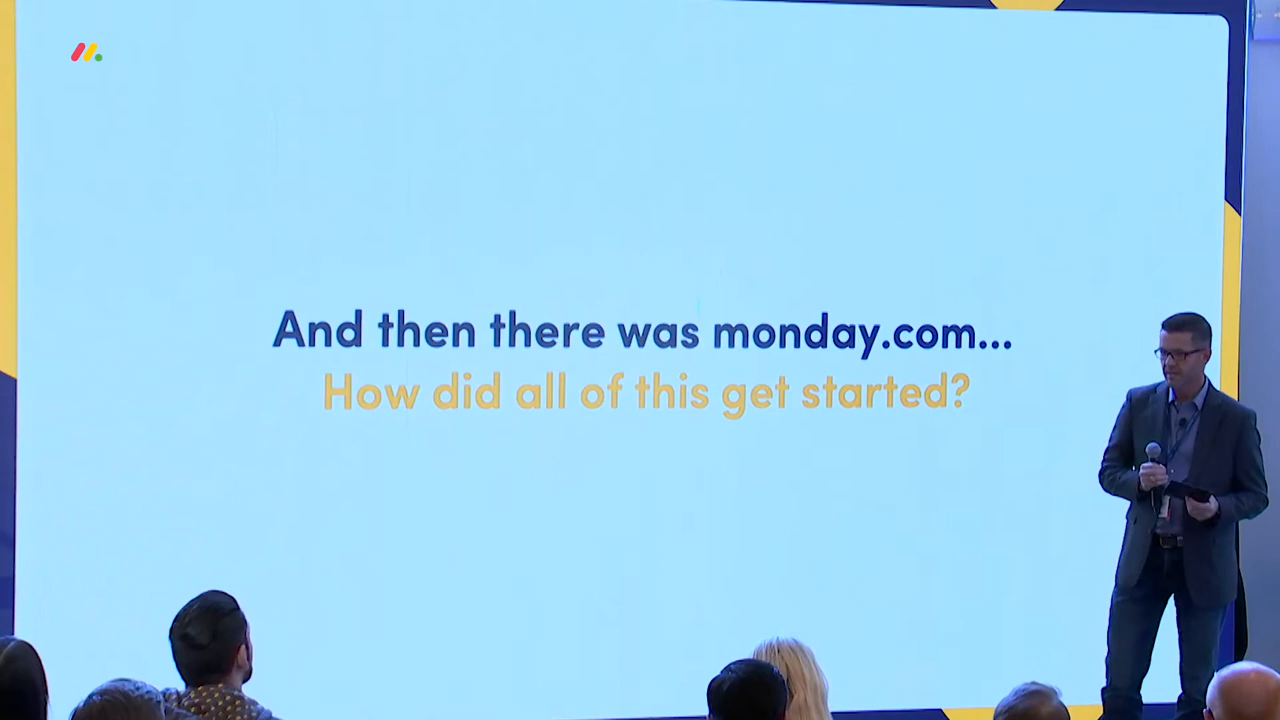 And then there was monday.com...
How did all of this get started?